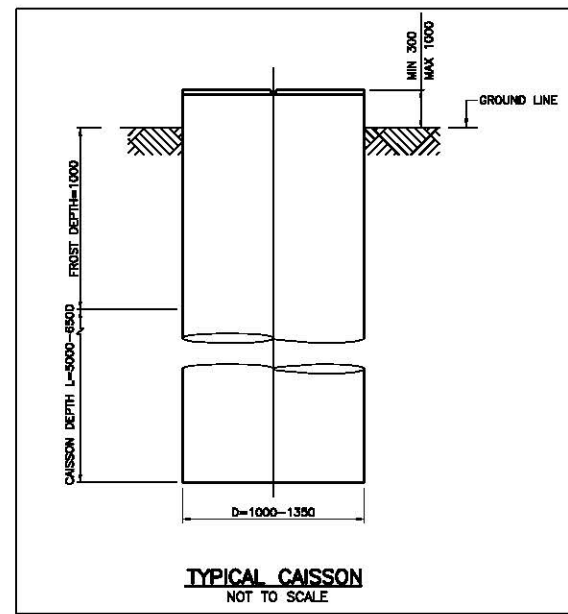 MIN 300
MAX 1000
GROUND LINE
FROST DEPTH=1000
CAISSON DEPTH L=5000-6500
D=1000-1350
TYPICAL CAISSON
NOT TO SCALE